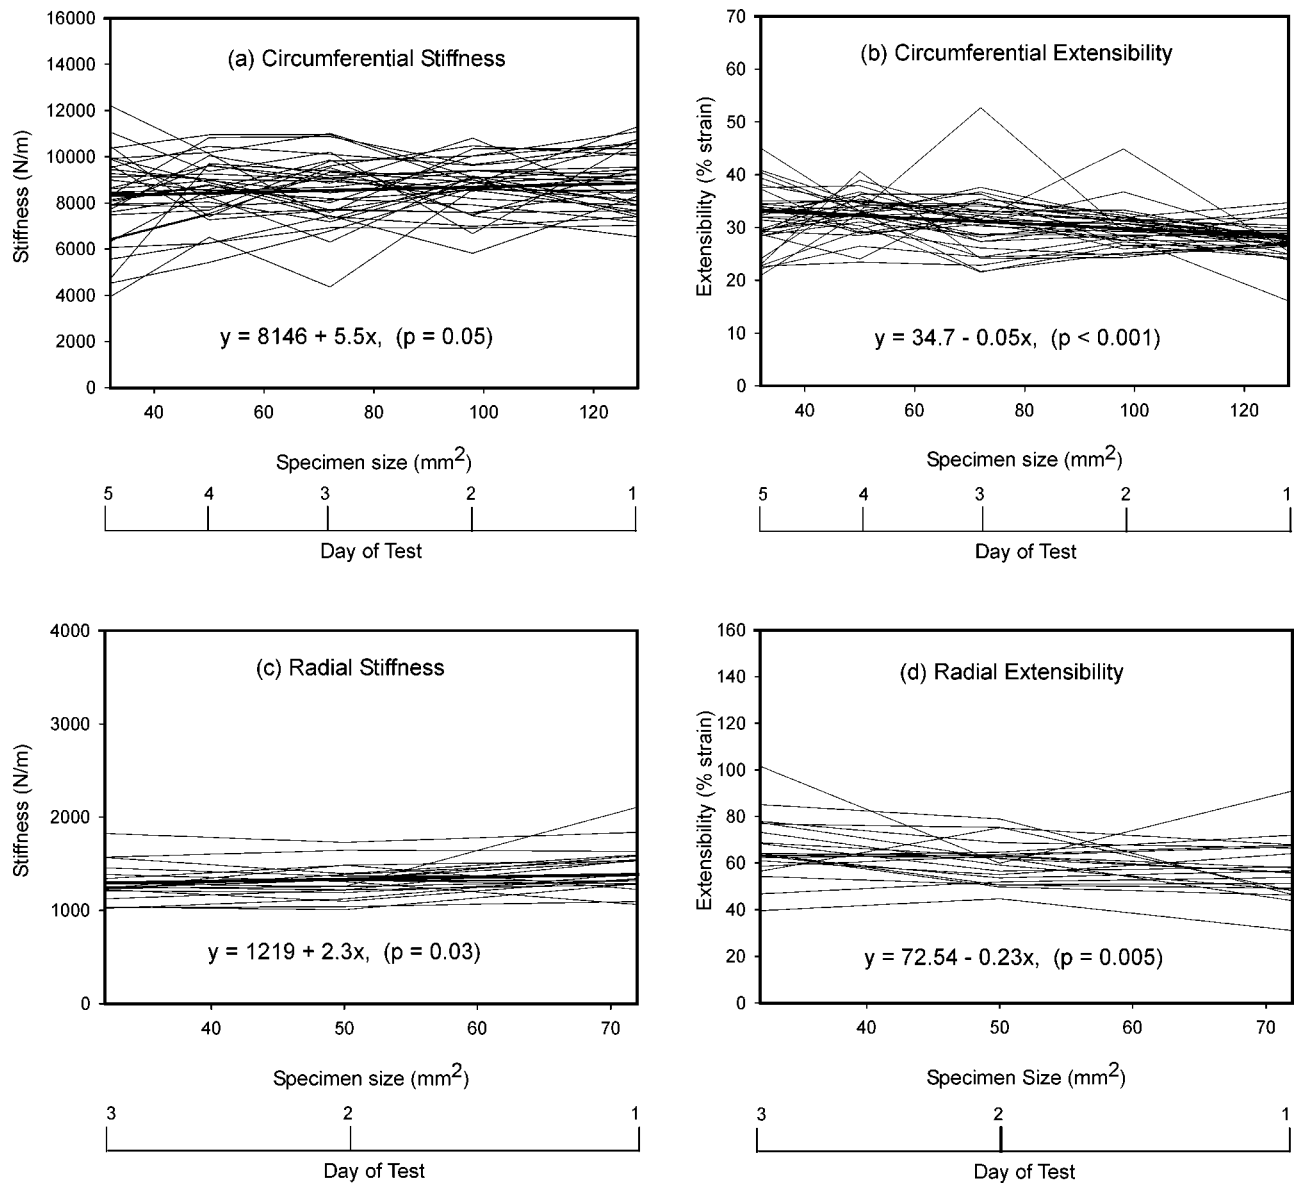 (a) Circumferential Stiffness
16000
14000
12000
10000
8000
6000
4000
2000
0
Stiffness (N/m)
y = 8146 + 5.5x, (p = 0.05)
40 60 80 100 120
Specimen size (mm²)
5 4 3 2 1
Day of Test
(b) Circumferential Extensibility
70
60
50
40
30
20
10
0
Extensibility (% strain)
y = 34.7 - 0.05x, (p < 0.001)
40 60 80 100 120
Specimen size (mm²)
5 4 3 2 1
Day of Test
(c) Radial Stiffness
4000
3000
2000
1000
0
Stiffness (N/m)
y = 1219 + 2.3x, (p = 0.03)
40 50 60 70
Specimen size (mm²)
3 2 1
Day of Test
(d) Radial Extensibility
160
140
120
100
80
60
40
20
0
Extensibility (% strain)
y = 72.54 - 0.23x, (p = 0.005)
40 50 60 70
Specimen Size (mm²)
3 2 1
Day of Test